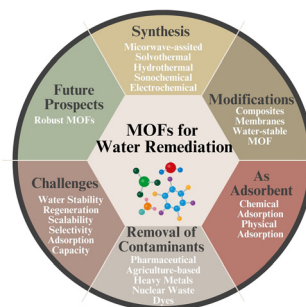 Synthesis
Micorwave-assited
Solvothermal
Hydrothermal
Sonochemical
Electrochemical
Modifications
Composites
Membranes
Water-stable
MOF
As
Adsorbent
Chemical
Adsorption
Physical
Adsorption
Removal of
Contaminants
Pharmaceutical
Agriculture-based
Heavy Metals
Nuclear Waste
Dyes
Challenges
Water Stability
Regeneration
Scalability
Selectivity
Adsorption
Capacity
Future
Prospects
Robust MOFs
MOFs for
Water Remediation